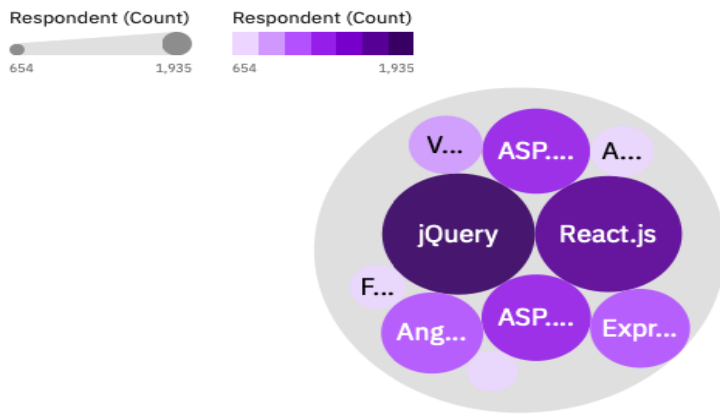 Respondent (Count)
654 1,935
Respondent (Count)
654 1,935
V...
ASP....
A...
jQuery
React.js
F...
Ang...
ASP....
Expr...